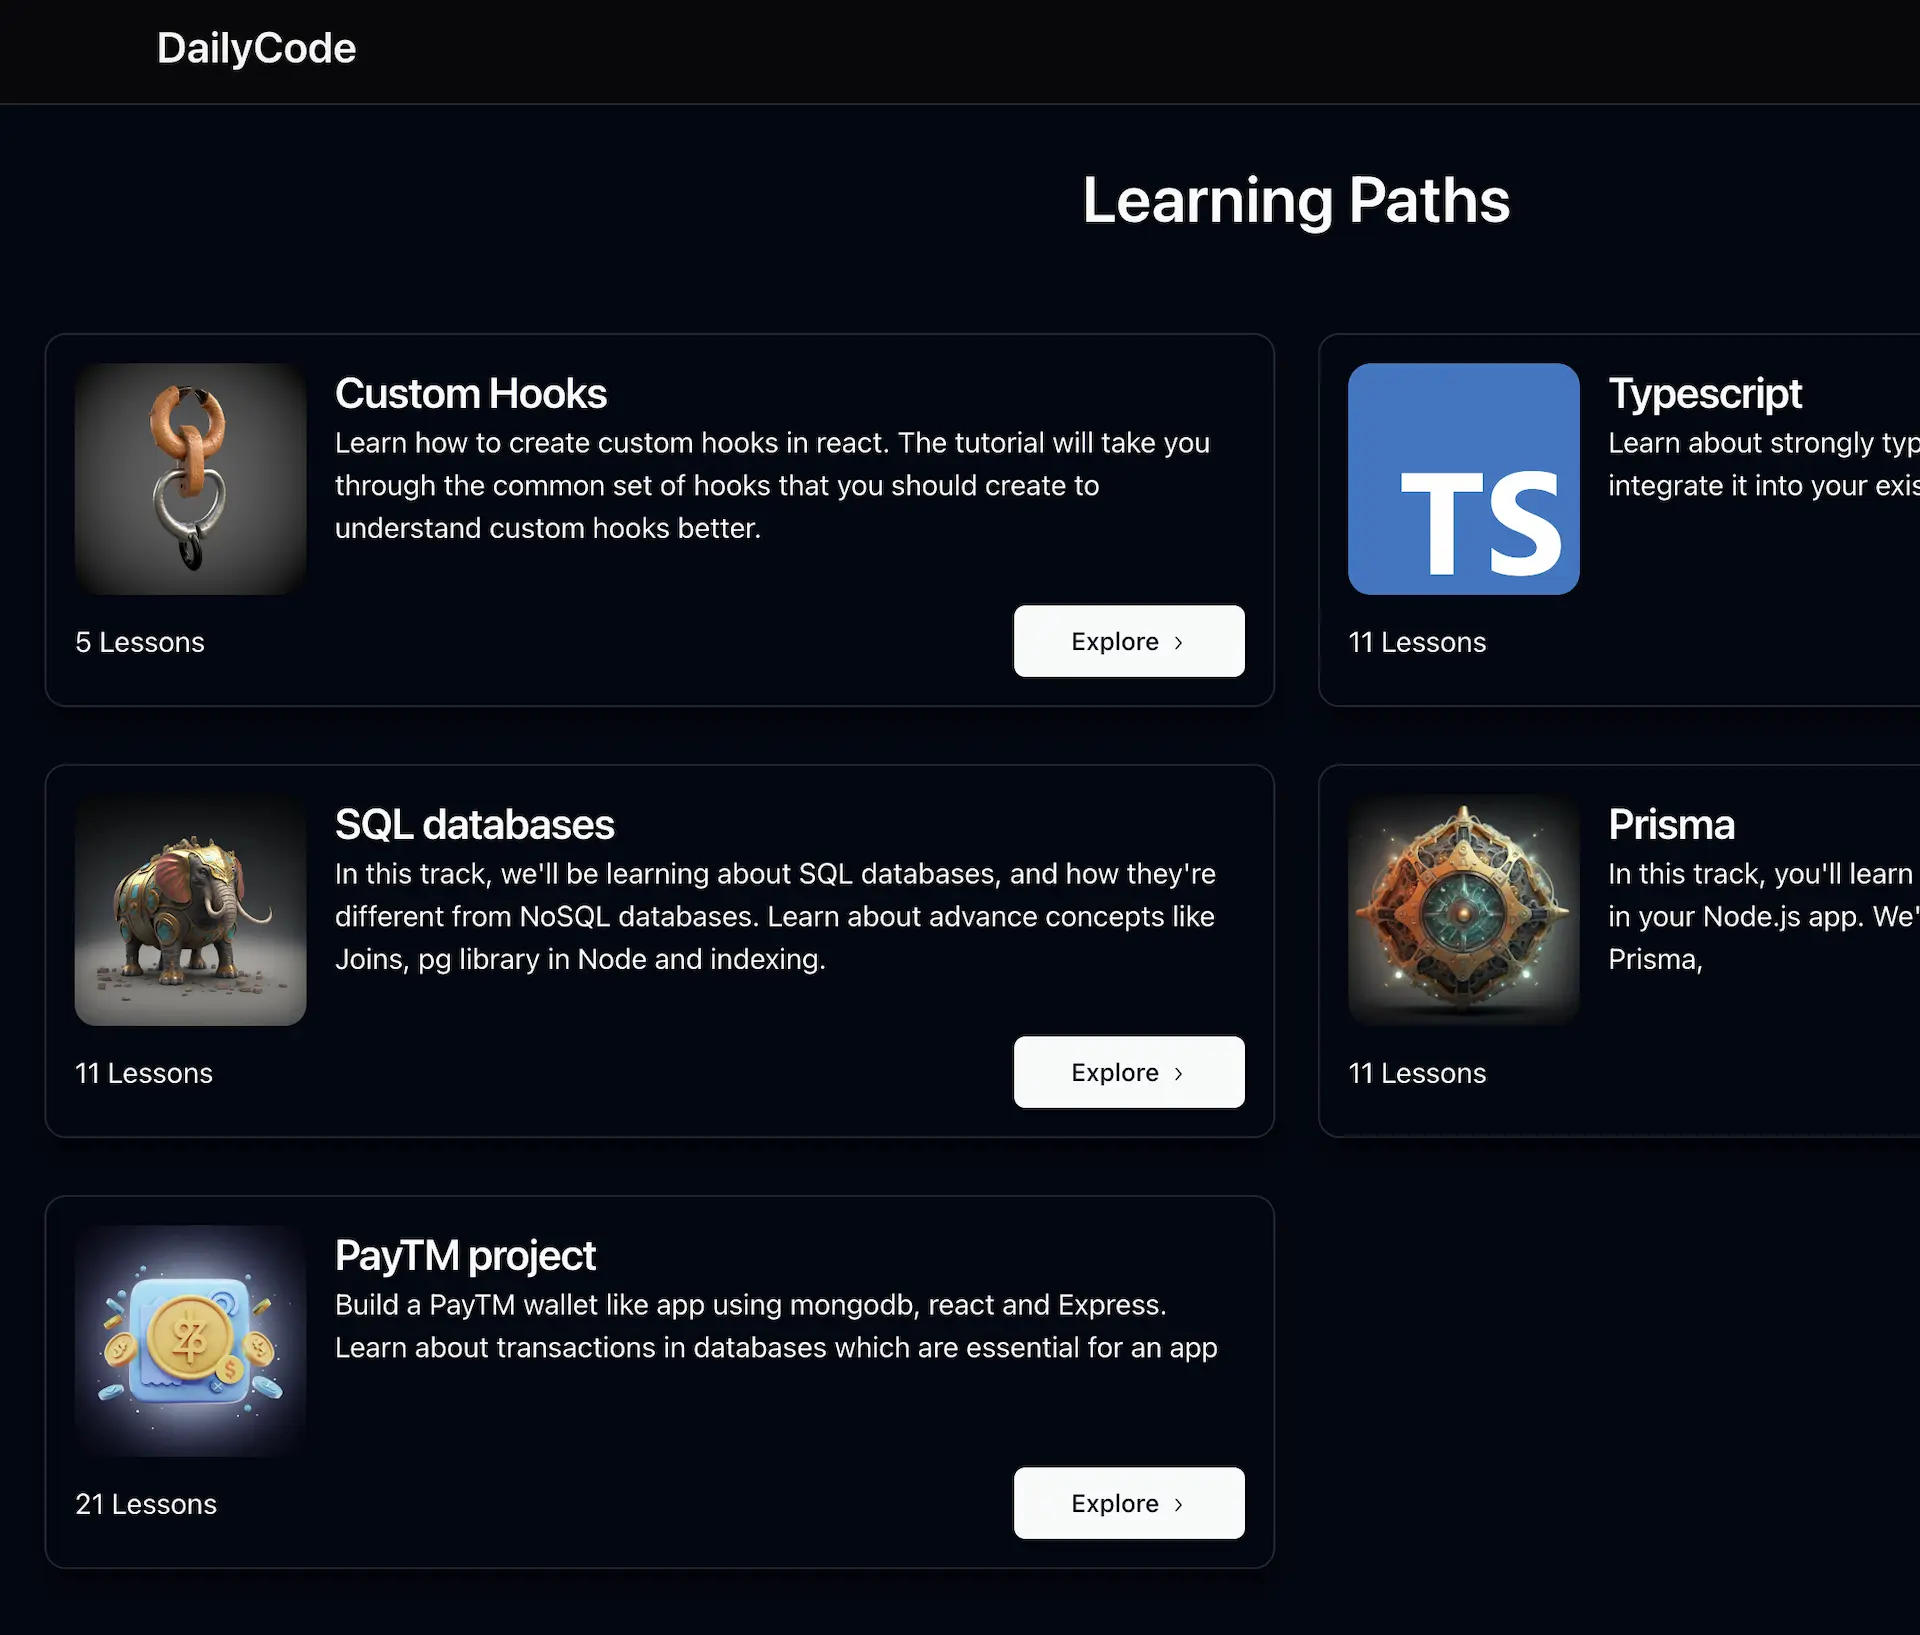 DailyCode
Learning Paths
Custom Hooks
Learn how to create custom hooks in react. The tutorial will take you
through the common set of hooks that you should create to
understand custom hooks better.
5 Lessons
Explore
TS
Typescript
Learn about strongly typ
integrate it into your exis
11 Lessons
SQL databases
In this track, we'll be learning about SQL databases, and how they're
different from NoSQL databases. Learn about advance concepts like
Joins, pg library in Node and indexing.
11 Lessons
Explore
Prisma
In this track, you'll learn
in your Node.js app. We'
Prisma,
11 Lessons
PayTM project
Build a PayTM wallet like app using mongodb, react and Express.
Learn about transactions in databases which are essential for an app
21 Lessons
Explore